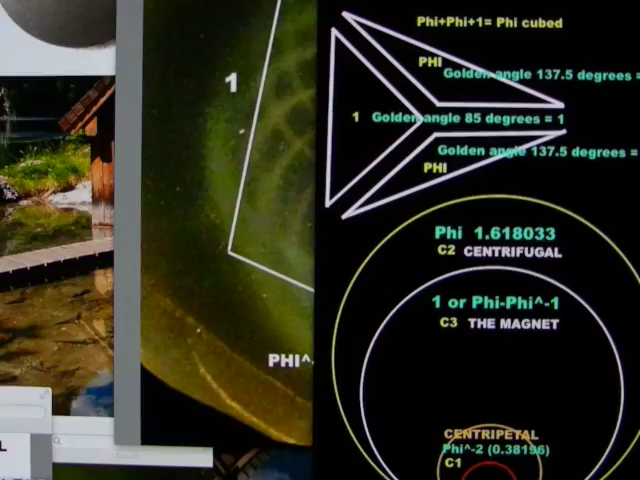 Phi+Phi+1= Phi cubed
PHI
Golden angle 137.5 degrees =
1
1 Golden angle 85 degrees = 1
Golden angle 137.5 degrees =
PHI
Phi 1.618033
C2 CENTRIFUGAL
1 or Phi-Phi^-1
C3 THE MAGNET
PHI^
CENTRIPETAL
Phi^-2 (0.38196)
C1
L